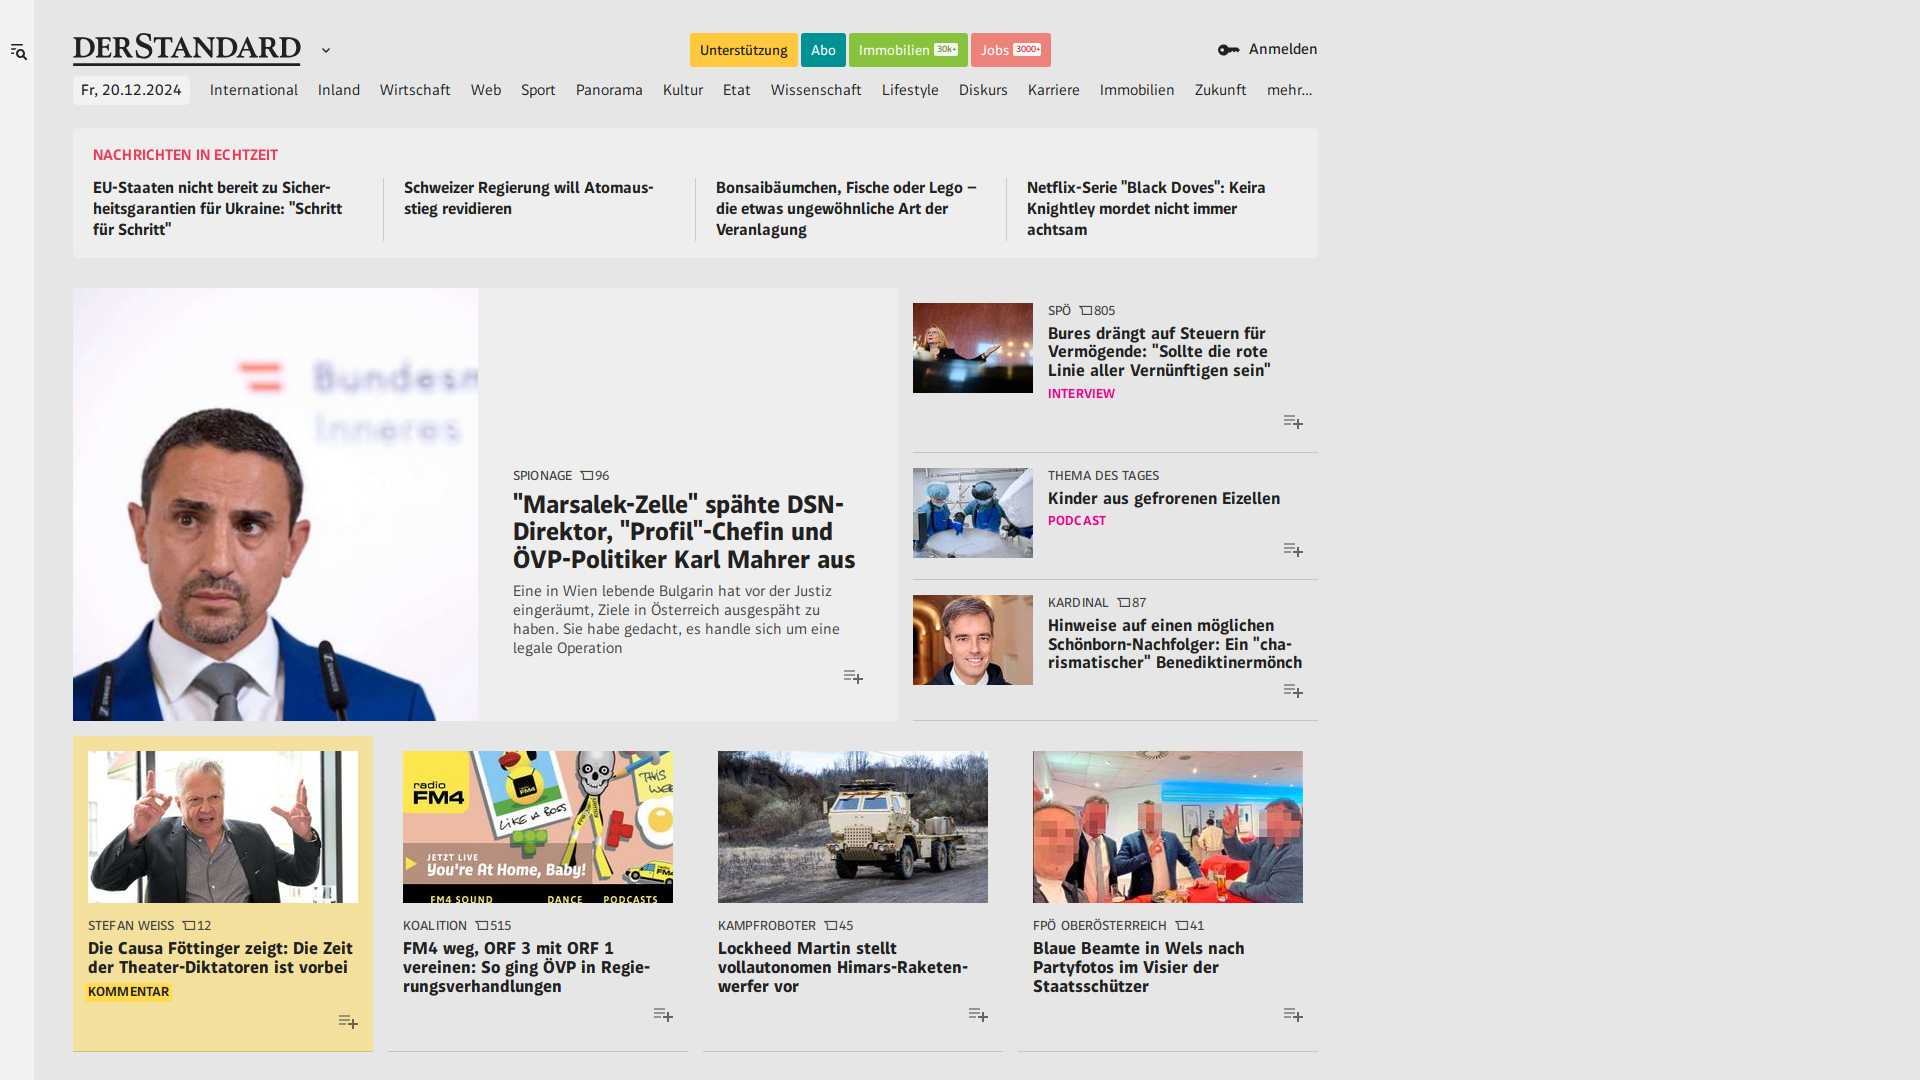 DERSTANDARD
Unterstützung
Abo
Immobilien 30k+
Jobs 3000+
Anmelden
Fr, 20.12.2024
International
Inland
Wirtschaft
Web
Sport
Panorama
Kultur
Etat
Wissenschaft
Lifestyle
Diskurs
Karriere
Immobilien
Zukunft
mehr...
NACHRICHTEN IN ECHTZEIT
EU-Staaten nicht bereit zu Sicher-
heitsgarantien für Ukraine: "Schritt
für Schritt"
Schweizer Regierung will Atomaus-
stieg revidieren
Bonsaibäumchen, Fische oder Lego –
die etwas ungewöhnliche Art der
Veranlagung
Netflix-Serie "Black Doves": Keira
Knightley mordet nicht immer
achtsam
Bundesm
Inneres
SPIONAGE 96
"Marsalek-Zelle" spähte DSN-
Direktor, "Profil"-Chefin und
ÖVP-Politiker Karl Mahrer aus
Eine in Wien lebende Bulgarin hat vor der Justiz
eingeräumt, Ziele in Österreich ausgespäht zu
haben. Sie habe gedacht, es handle sich um eine
legale Operation
SPÖ 805
Bures drängt auf Steuern für
Vermögende: "Sollte die rote
Linie aller Vernünftigen sein"
INTERVIEW
THEMA DES TAGES
Kinder aus gefrorenen Eizellen
PODCAST
KARDINAL 87
Hinweise auf einen möglichen
Schönborn-Nachfolger: Ein "cha-
rismatischer" Benediktinermönch
STEFAN WEISS 12
Die Causa Föttinger zeigt: Die Zeit
der Theater-Diktatoren ist vorbei
KOMMENTAR
radio
FM4
LIKE A BOSS
THIS
WE
JETZT LIVE
You're At Home, Baby!
FM4 SOUND
DANCE
PODCASTS
KOALITION 515
FM4 weg, ORF 3 mit ORF 1
vereinen: So ging ÖVP in Regie-
rungsverhandlungen
KAMPFROBOTER 45
Lockheed Martin stellt
vollautonomen Himars-Raketen-
werfer vor
FPÖ OBERÖSTERREICH 41
Blaue Beamte in Wels nach
Partyfotos im Visier der
Staatsschützer